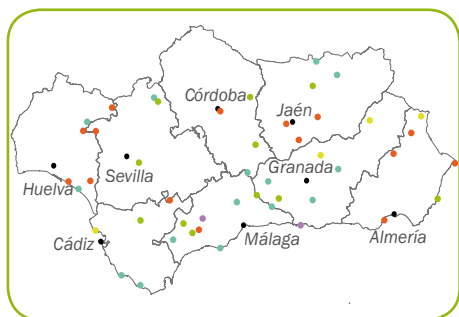 Córdoba
Jaén
Sevilla
Granada
Huelva
Cádiz
Málaga
Almería